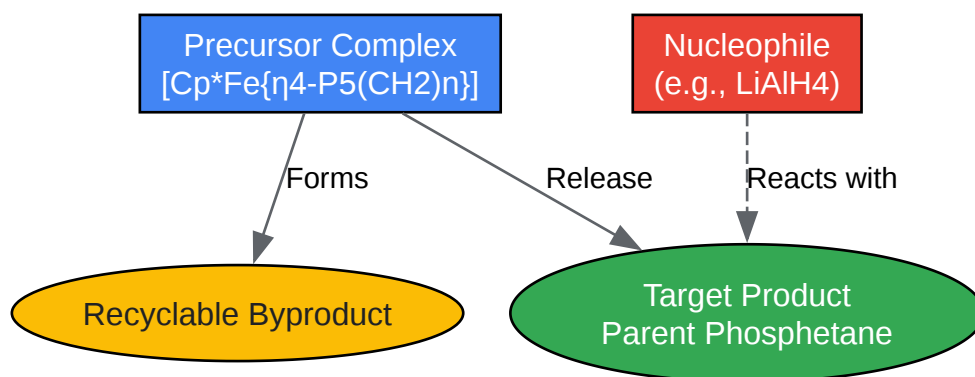 Precursor Complex
[Cp*Fe{η4-P5(CH2)n}]
Nucleophile
(e.g., LiAlH4)
Forms
Release
Reacts with
Recyclable Byproduct
Target Product
Parent Phosphetane